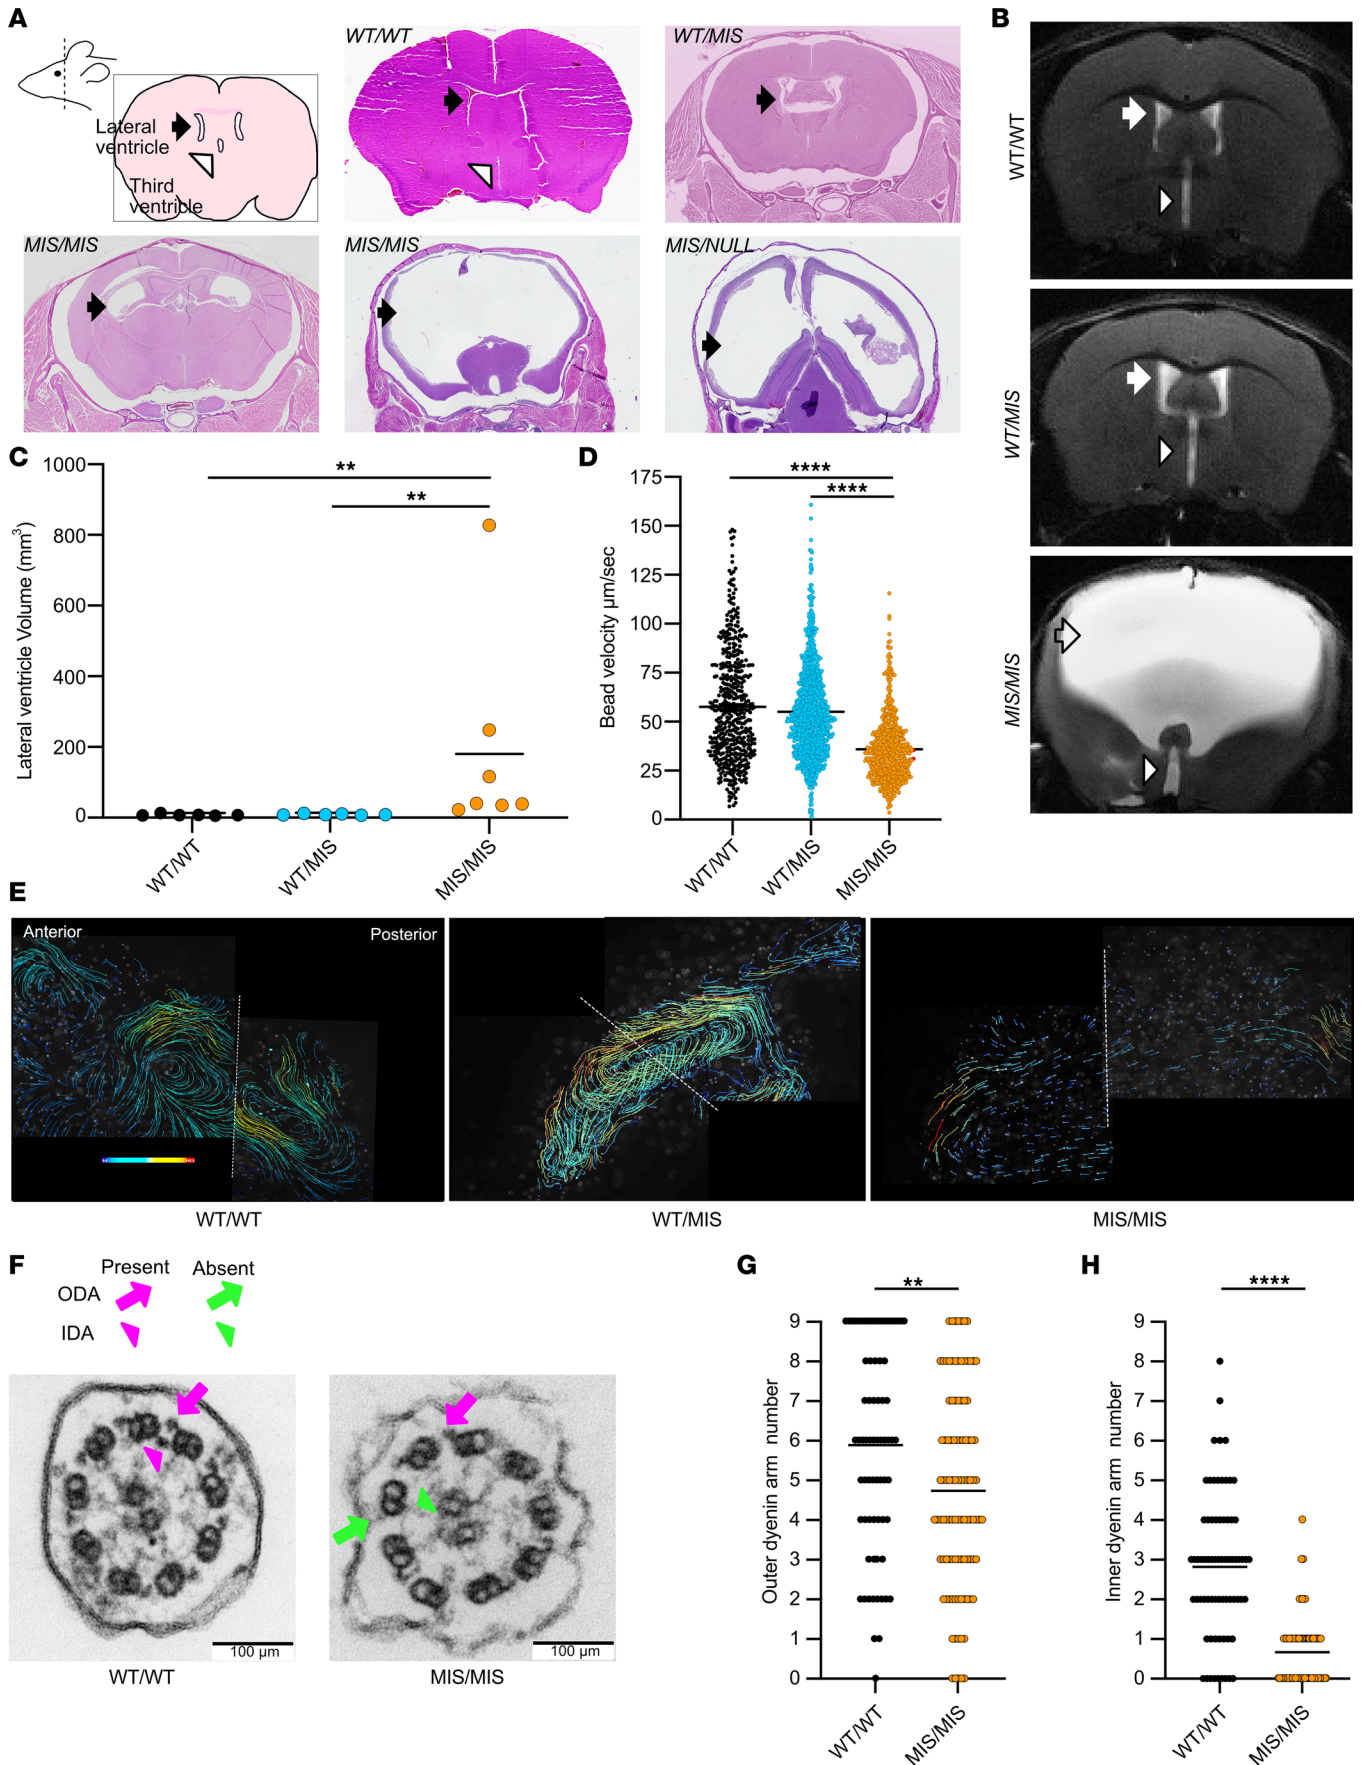 A
Lateral
ventricle
Third
ventricle
WT/WT
WT/MIS
MIS/MIS
MIS/MIS
MIS/NULL
B
WT/WT
WT/MIS
MIS/MIS
C
Lateral ventricle Volume (mm³)
1000
800
600
400
200
0
**
**
WT/WT
WT/MIS
MIS/MIS
D
Bead velocity µm/sec
175
150
125
100
75
50
25
0
****
****
WT/WT
WT/MIS
MIS/MIS
E
Anterior
Posterior
WT/WT
WT/MIS
MIS/MIS
F
Present
Absent
ODA
IDA
100 µm
100 µm
WT/WT
MIS/MIS
G
**
Outer dyenin arm number
9
8
7
6
5
4
3
2
1
0
WT/WT
MIS/MIS
H
****
Inner dyenin arm number
9
8
7
6
5
4
3
2
1
0
WT/WT
MIS/MIS